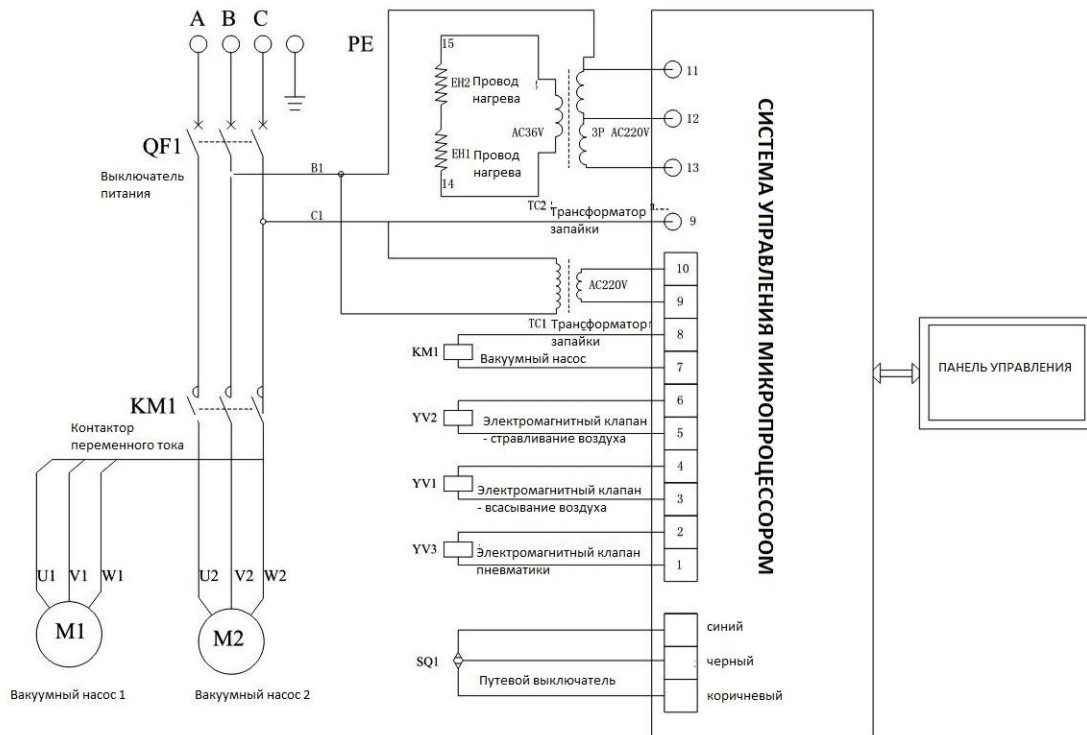 A B C
PE
QF1
Выключатель
питания
B1
C1
15
EH2 Провод
нагрева
EH1 Провод
нагрева
14
AC36V
3P AC220V
11
12
13
TC2 Трансформатор
запайки
9
AC220V
10
9
TC1 Трансформатор
запайки
KM1
Вакуумный насос
8
7
YV2
Электромагнитный клапан
- стравливание воздуха
6
5
YV1
Электромагнитный клапан
- всасывание воздуха
4
3
YV3
Электромагнитный клапан
пневматики
2
1
SQ1
Путевой выключатель
синий
черный
коричневый
СИСТЕМА УПРАВЛЕНИЯ МИКРОПРОЦЕССОРОМ
ПАНЕЛЬ УПРАВЛЕНИЯ
KM1
Контактор
переменного тока
U1 V1 W1
U2 V2 W2
M1
M2
Вакуумный насос 1
Вакуумный насос 2